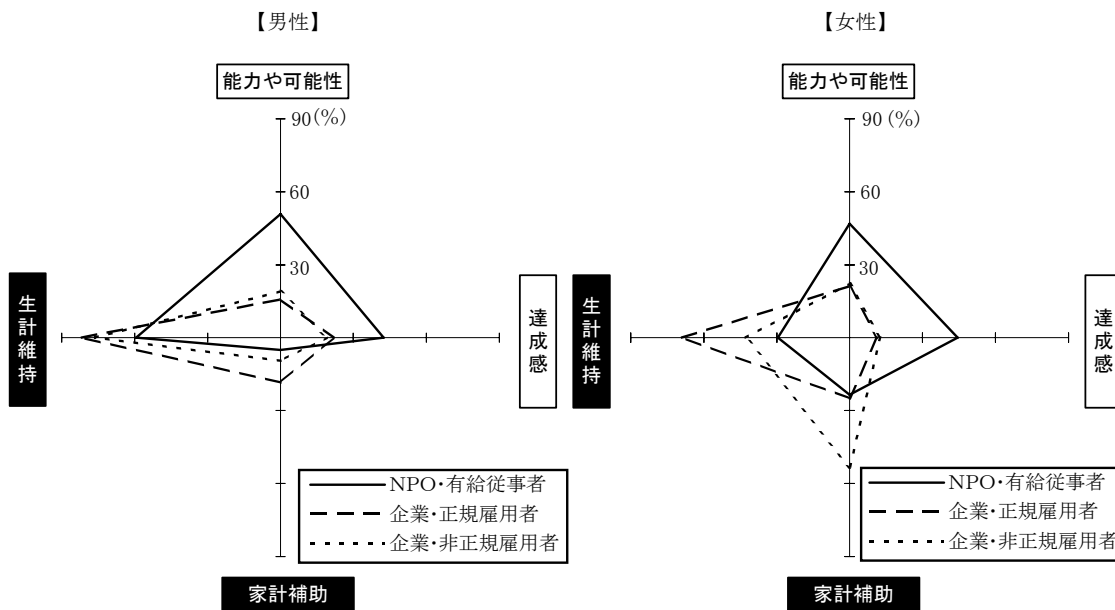 【男性】
能力や可能性
90(%)
60
30
生計維持
達成感
NPO・有給従事者
企業・正規雇用者
企業・非正規雇用者
家計補助
【女性】
能力や可能性
90(%)
60
30
生計維持
達成感
NPO・有給従事者
企業・正規雇用者
企業・非正規雇用者
家計補助